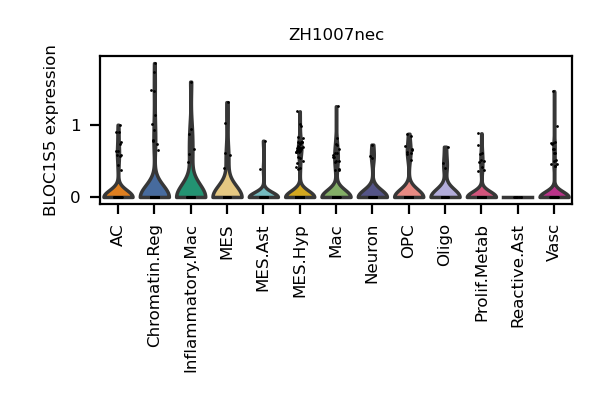 ZH1007nec
BLOC1S5 expression
1
0
AC
Chromatin.Reg
Inflammatory.Mac
MES
MES.Ast
MES.Hyp
Mac
Neuron
OPC
Oligo
Prolif.Metab
Reactive.Ast
Vasc